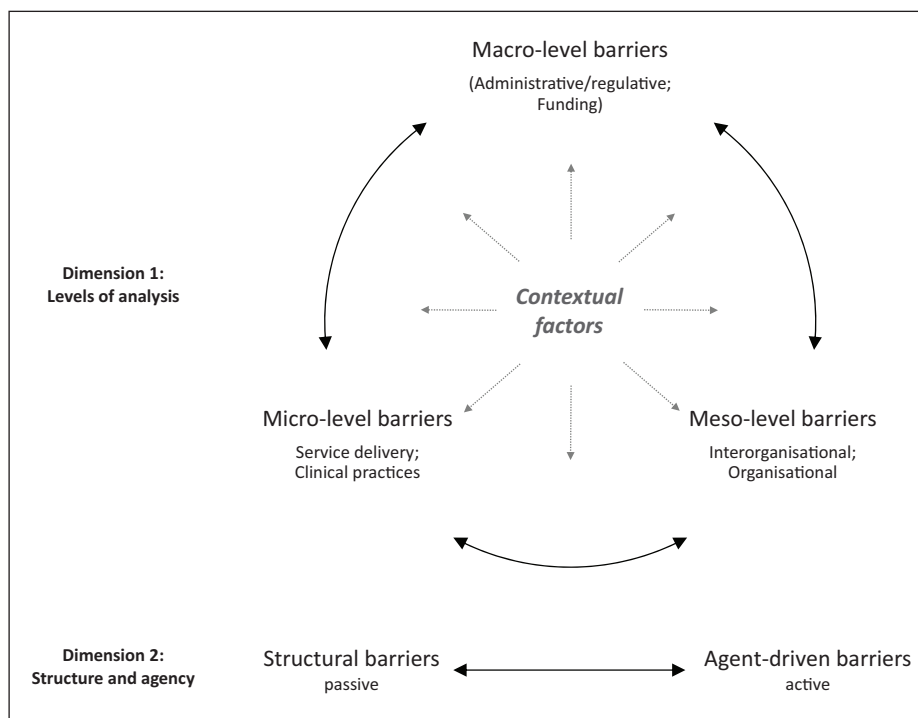 Macro-level barriers
(Administrative/regulative;
Funding)
Dimension 1:
Levels of analysis
Contextual
factors
Micro-level barriers
Service delivery;
Clinical practices
Meso-level barriers
Interorganisational;
Organisational
Dimension 2:
Structure and agency
Structural barriers
passive
Agent-driven barriers
active